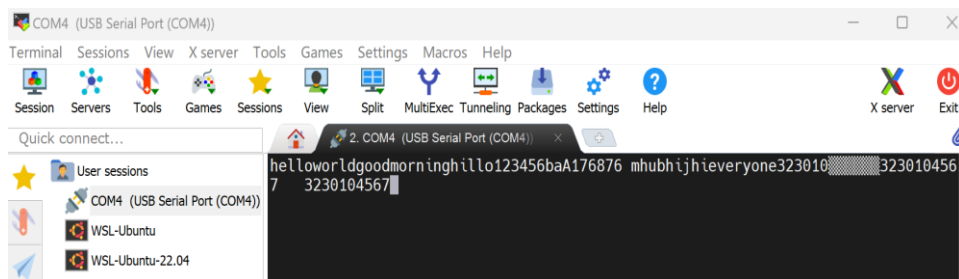 COM4 (USB Serial Port (COM4))
Terminal Sessions View X server Tools Games Settings Macros Help
Session Servers Tools Games Sessions View Split MultiExec Tunneling Packages Settings Help X server Exit
Quick connect...
2. COM4 (USB Serial Port (COM4))
User sessions
COM4 (USB Serial Port (COM4))
WSL-Ubuntu
WSL-Ubuntu-22.04
helloworldgoodmorninghillo123456baA176876 mhubhijhieveryone323010▒▒▒▒▒▒323010456
7 3230104567